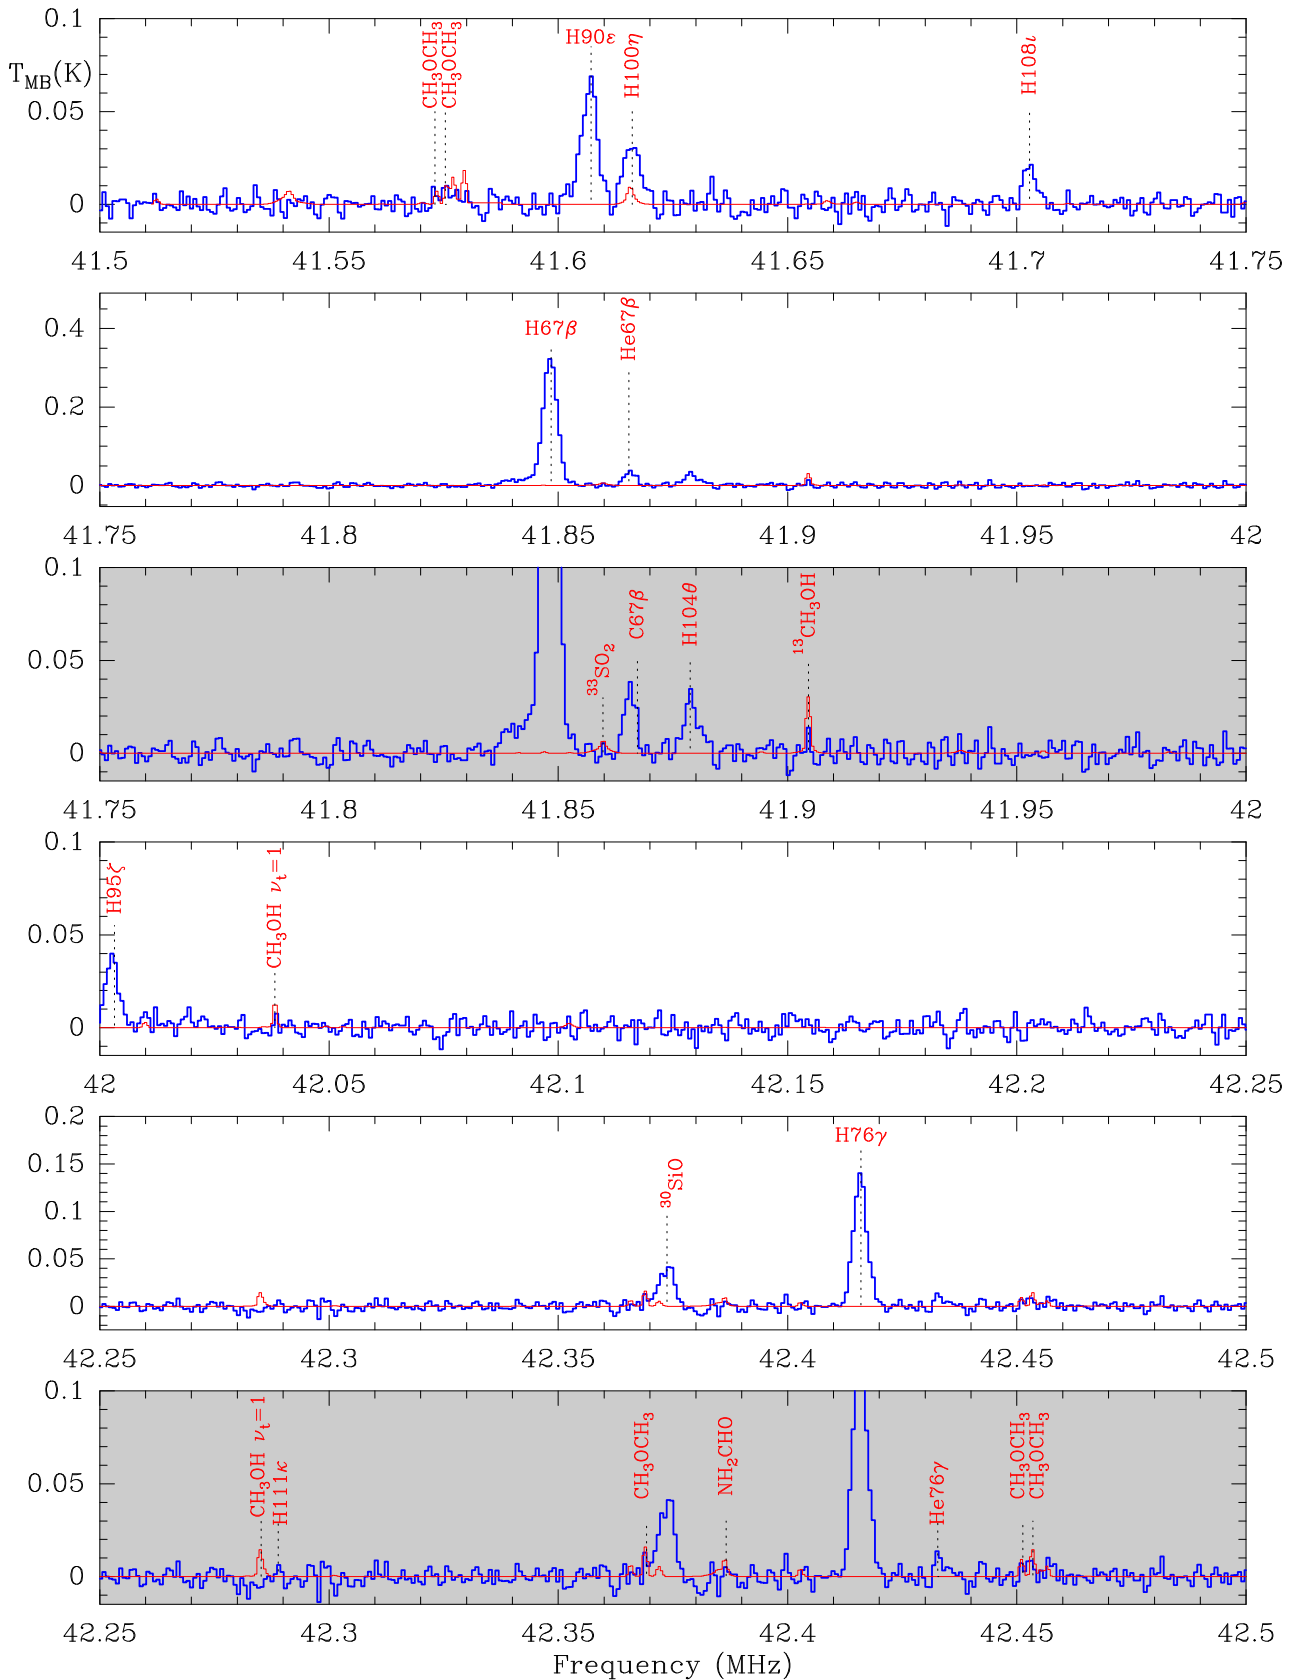 0.1
T_MB(K)
0.05
0
CH₃OCH₃
CH₃OCH₃
H90ε
H100η
H108ι
41.5 41.55 41.6 41.65 41.7 41.75
0.4
0.2
0
H67β
He67β
41.75 41.8 41.85 41.9 41.95 42
0.1
0.05
0
³³SO₂
C67β
H104θ
¹³CH₃OH
41.75 41.8 41.85 41.9 41.95 42
0.1
0.05
0
H95ζ
CH₃OH ν_t=1
42 42.05 42.1 42.15 42.2 42.25
0.2
0.15
0.1
0.05
0
³⁰SiO
H76γ
42.25 42.3 42.35 42.4 42.45 42.5
0.1
0.05
0
CH₃OH ν_t=1
H111κ
CH₃OCH₃
NH₂CHO
He76γ
CH₃OCH₃
CH₃OCH₃
42.25 42.3 42.35 42.4 42.45 42.5
Frequency (MHz)